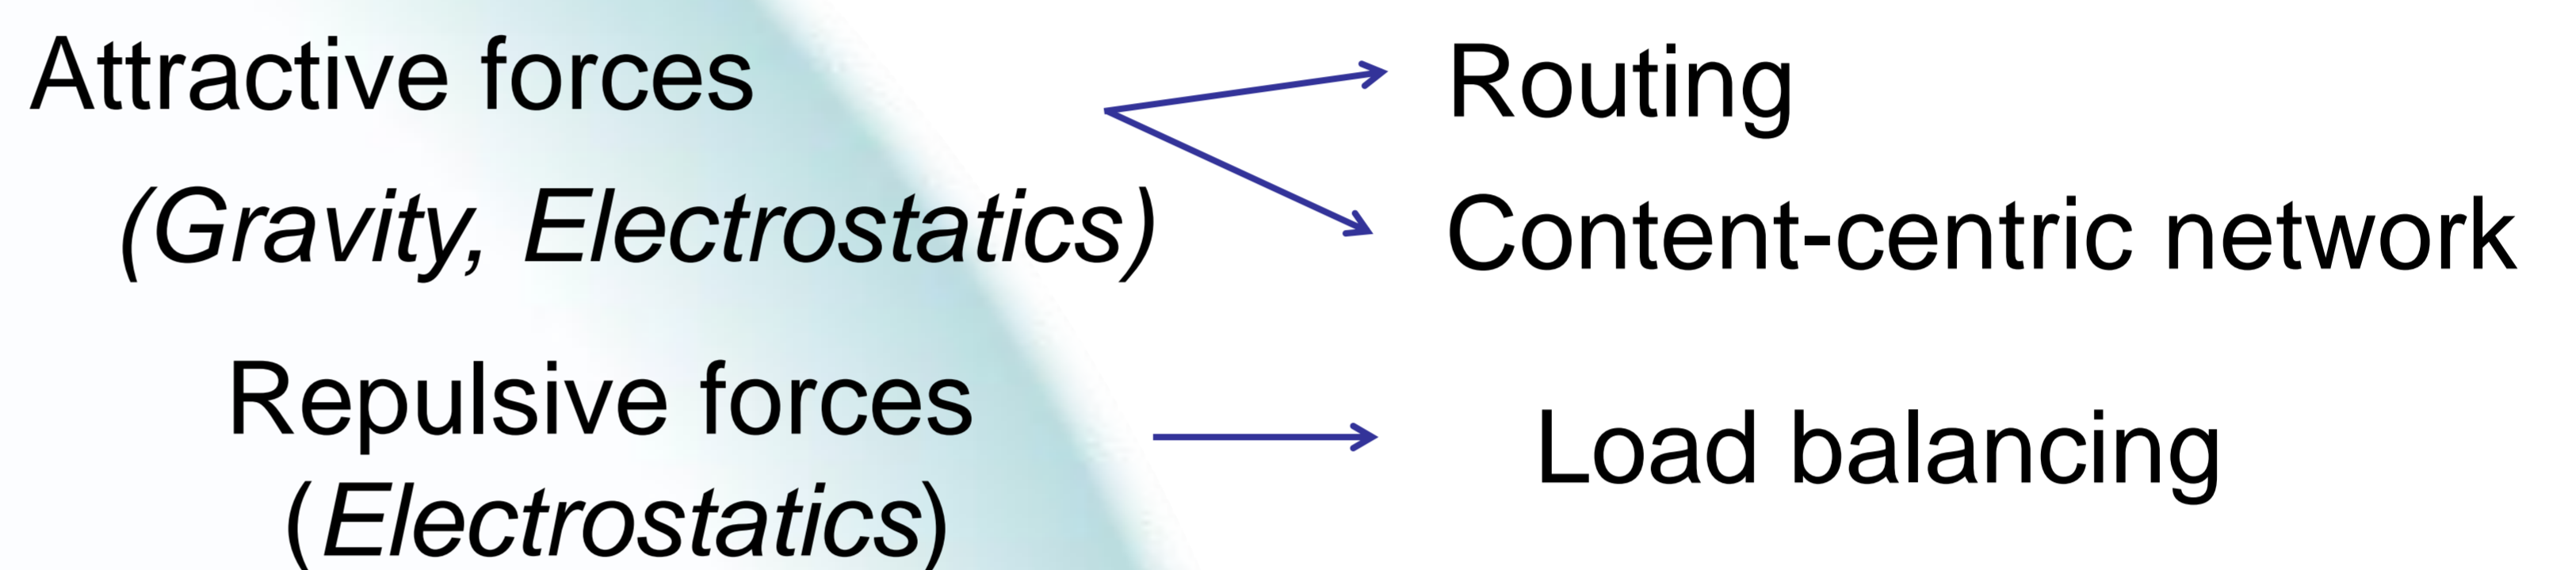 Attractive forces
(Gravity, Electrostatics)
Repulsive forces
(Electrostatics)
Routing
Content-centric network
Load balancing